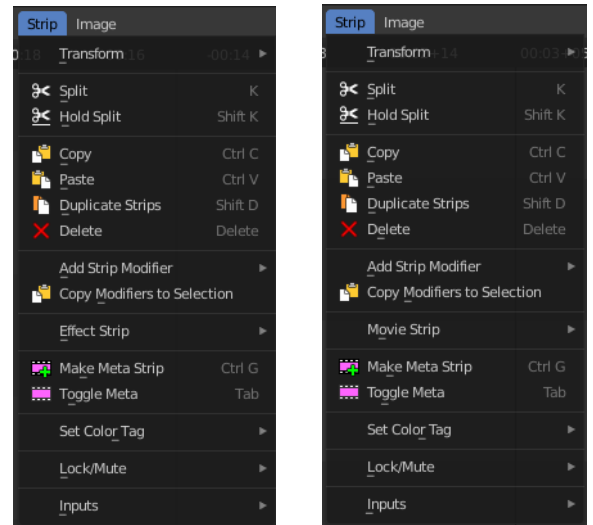 Strip Image
Transform
Split K
Hold Split Shift K
Copy Ctrl C
Paste Ctrl V
Duplicate Strips Shift D
Delete Delete
Add Strip Modifier
Copy Modifiers to Selection
Effect Strip
Make Meta Strip Ctrl G
Toggle Meta Tab
Set Color Tag
Lock/Mute
Inputs
Strip Image
Transform
Split K
Hold Split Shift K
Copy Ctrl C
Paste Ctrl V
Duplicate Strips Shift D
Delete Delete
Add Strip Modifier
Copy Modifiers to Selection
Movie Strip
Make Meta Strip Ctrl G
Toggle Meta Tab
Set Color Tag
Lock/Mute
Inputs